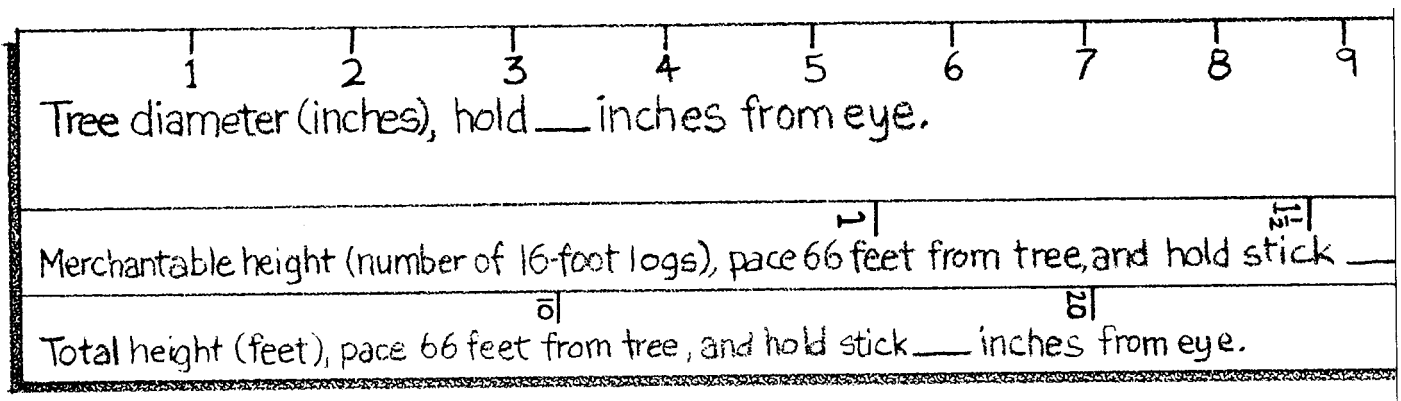 1 2 3 4 5 6 7 8 9
Tree diameter (inches), hold __ inches from eye.
1 1½
Merchantable height (number of 16-foot logs), pace 66 feet from tree, and hold stick __
10 20
Total height (feet), pace 66 feet from tree, and hold stick __ inches from eye.